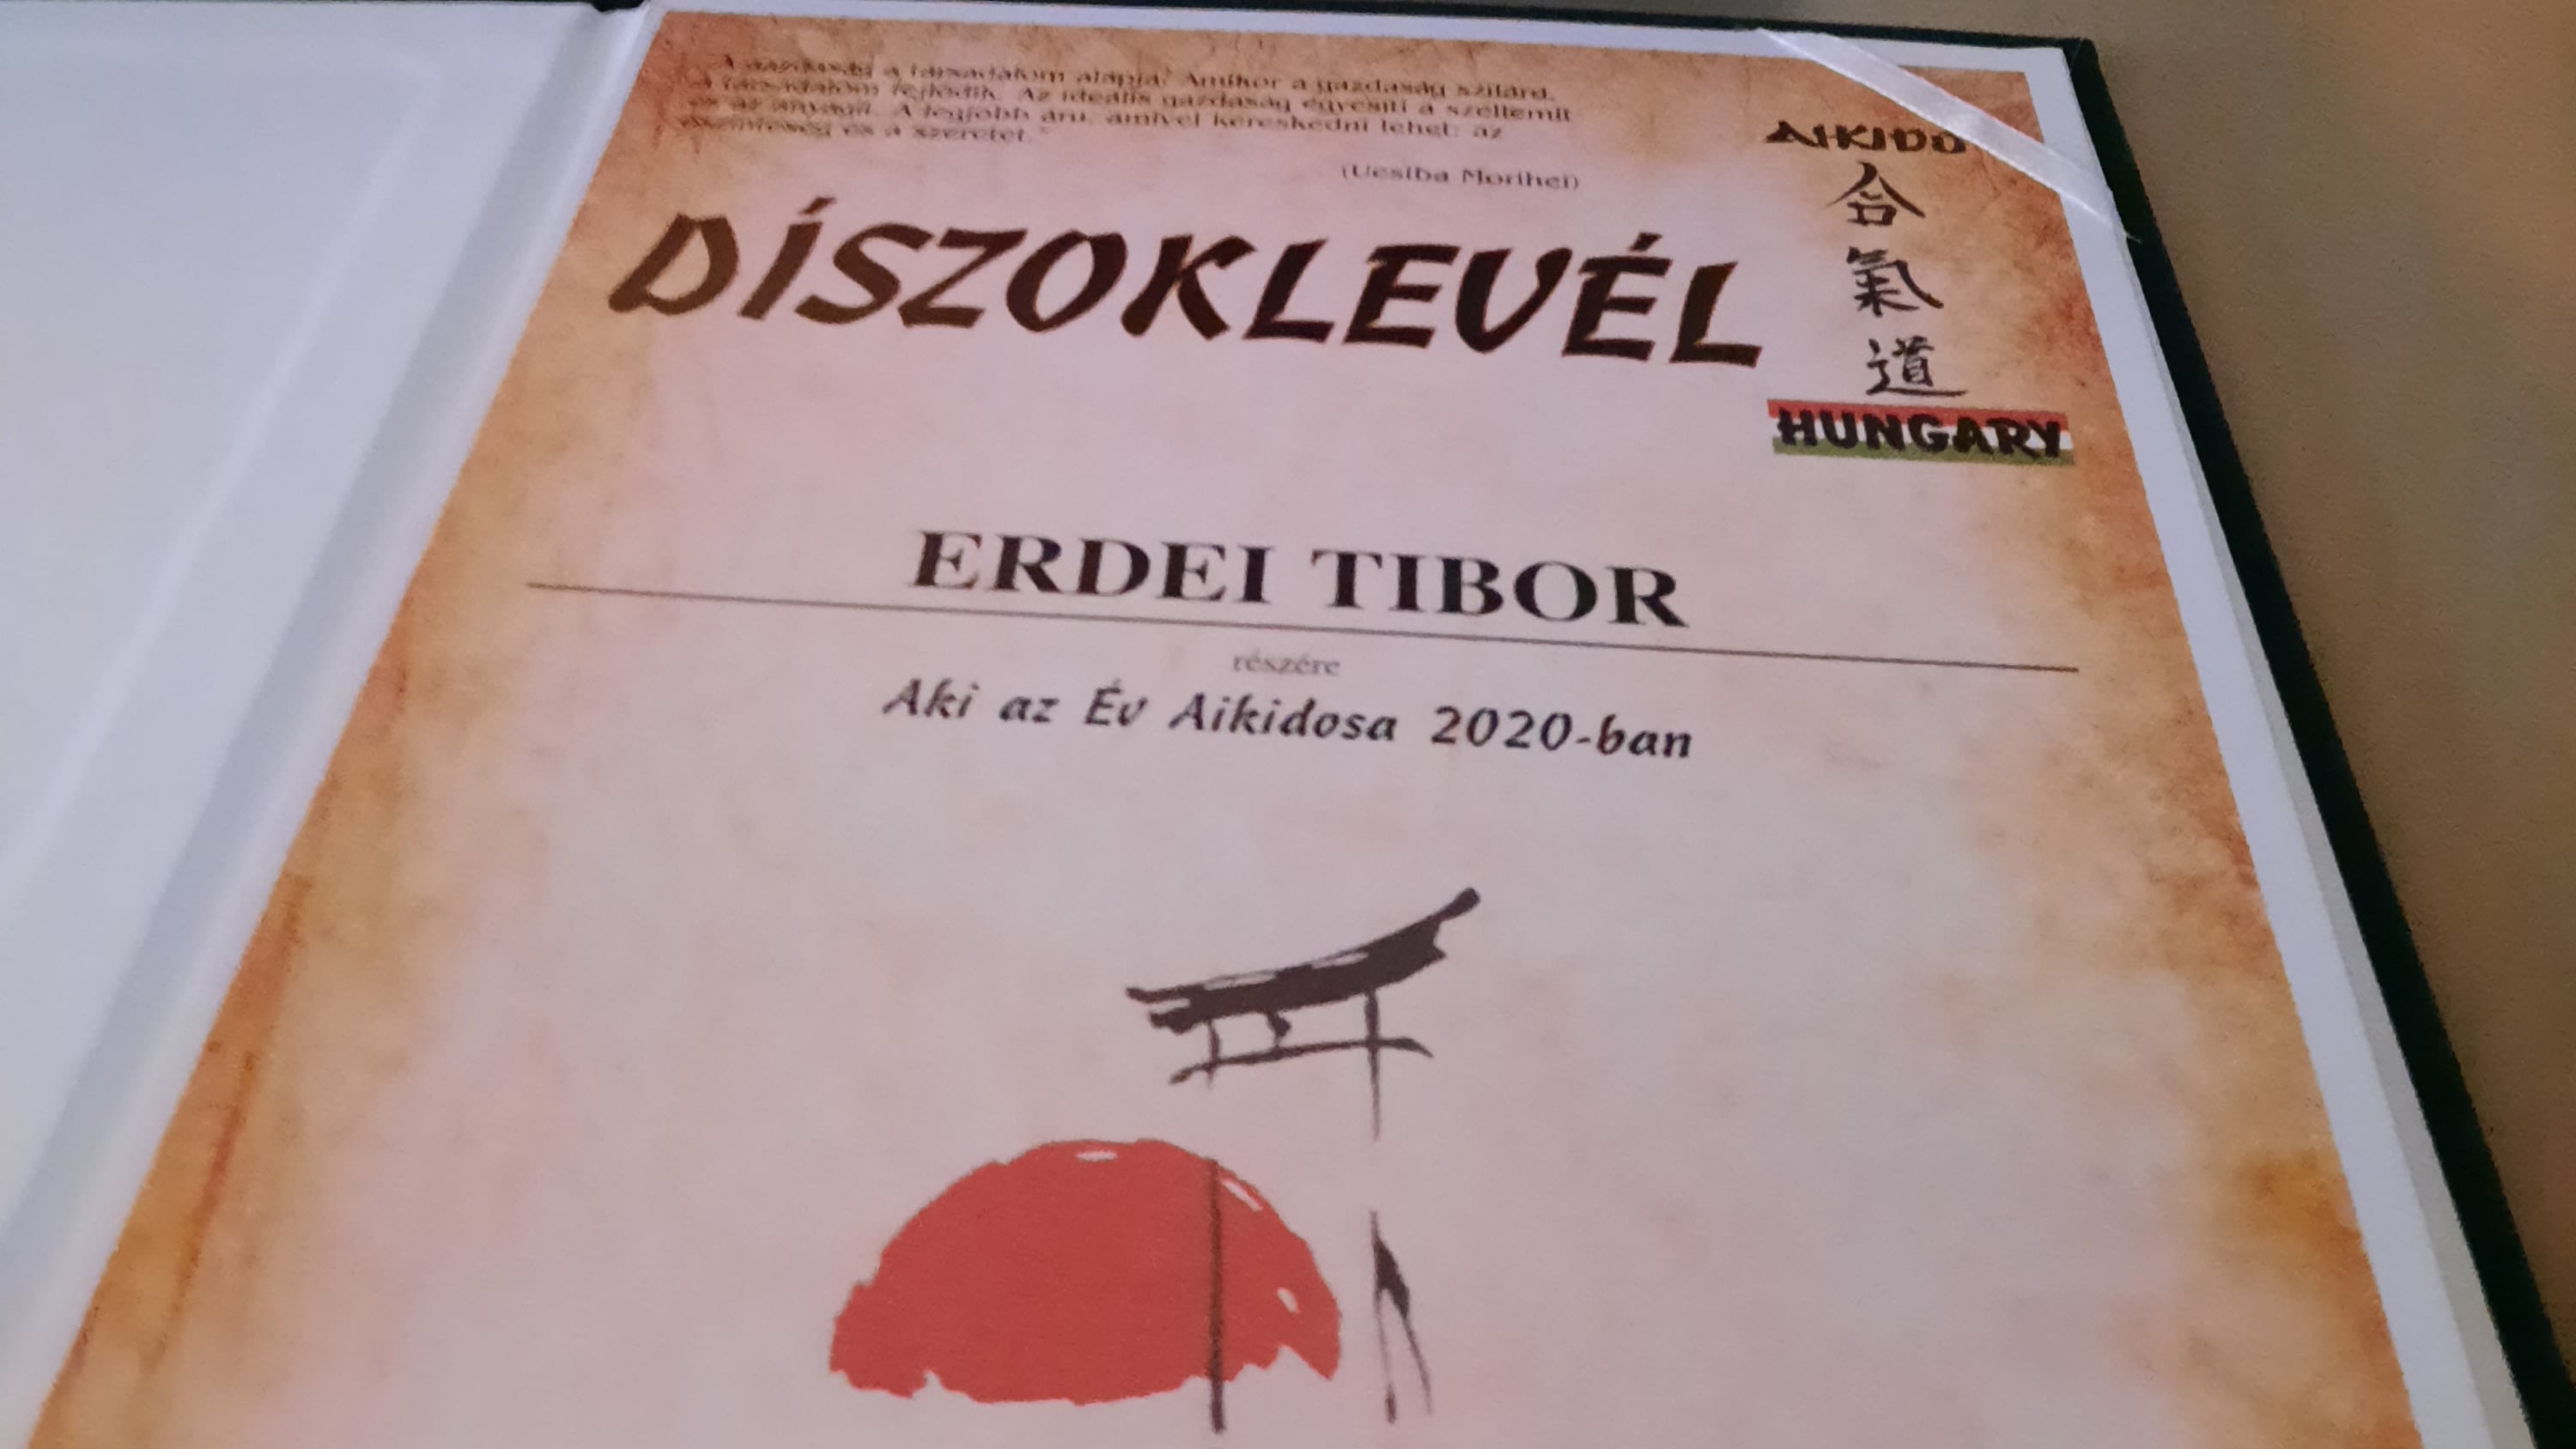 „A gazdaság a társadalom alapja. Amikor a gazdaság szilárd,
a társadalom fejlődik. Az ideális gazdaság egyesíti a szellemit
és az anyagit. A legjobb áru, amivel kereskedni lehet: az
őszinteség és a szeretet."
(Uesiba Morihei)
DÍSZOKLEVÉL
AIKIDO
合
氣
道
HUNGARY
ERDEI TIBOR
részére
Aki az Év Aikidosa 2020-ban